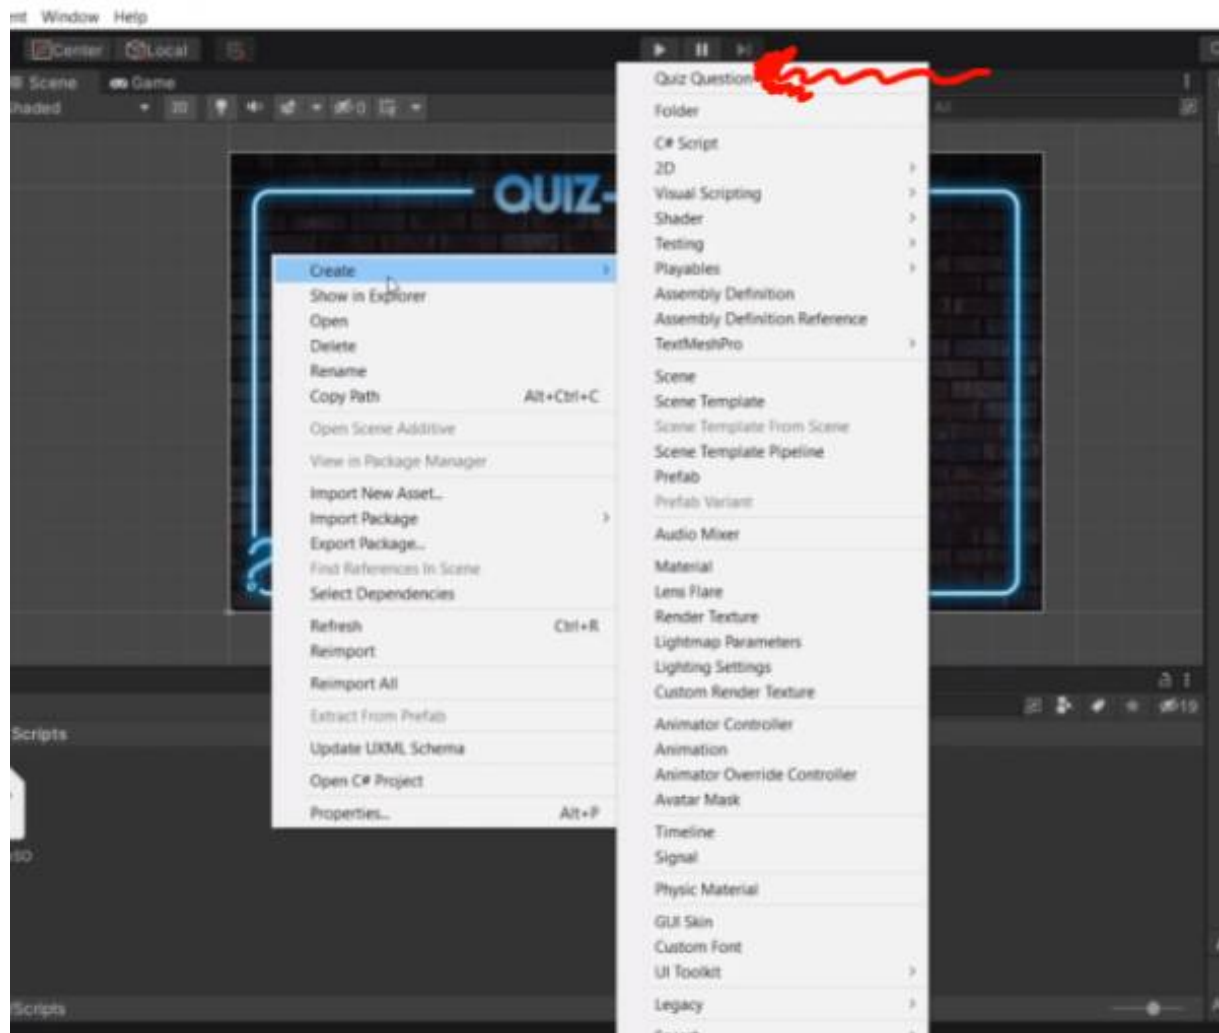 Window Help
Center Local
Scene Game
haded 2D 0
QUIZ-
Create
Show in Explorer
Open
Delete
Rename
Copy Path Alt+Ctrl+C
Open Scene Additive
View in Package Manager
Import New Asset...
Import Package
Export Package...
Find References In Scene
Select Dependencies
Refresh Ctrl+R
Reimport
Reimport All
Extract From Prefab
Update UXML Schema
Open C# Project
Properties... Alt+P
Quiz Question
Folder
C# Script
2D
Visual Scripting
Shader
Testing
Playables
Assembly Definition
Assembly Definition Reference
TextMeshPro
Scene
Scene Template
Scene Template From Scene
Scene Template Pipeline
Prefab
Prefab Variant
Audio Mixer
Material
Lens Flare
Render Texture
Lightmap Parameters
Lighting Settings
Custom Render Texture
Animator Controller
Animation
Animator Override Controller
Avatar Mask
Timeline
Signal
Physic Material
GUI Skin
Custom Font
UI Toolkit
Legacy
All
19
Scripts
Scripts